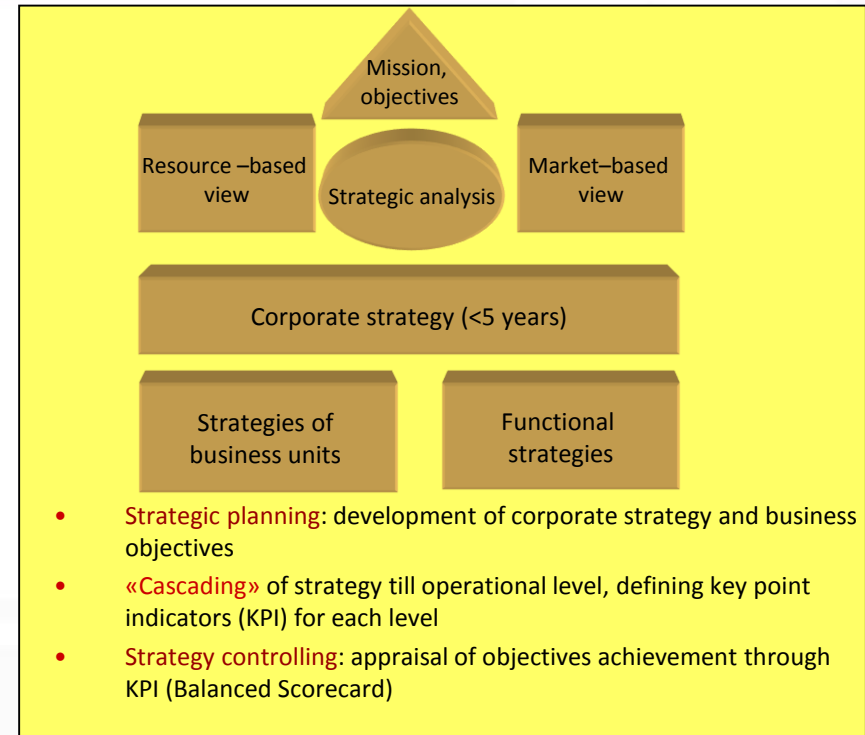 Mission,
objectives
Resource –based
view
Strategic analysis
Market–based
view
Corporate strategy (<5 years)
Strategies of
business units
Functional
strategies
• Strategic planning: development of corporate strategy and business
objectives
• «Cascading» of strategy till operational level, defining key point
indicators (KPI) for each level
• Strategy controlling: appraisal of objectives achievement through
KPI (Balanced Scorecard)